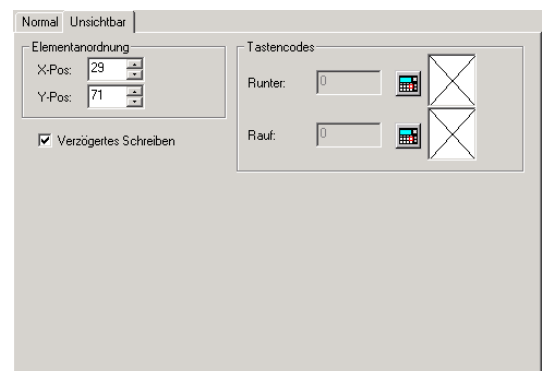 Normal Unsichtbar
Elementanordnung
X-Pos: 29
Y-Pos: 71
Verzögertes Schreiben
Tastencodes
Runter: 0
Rauf: 0